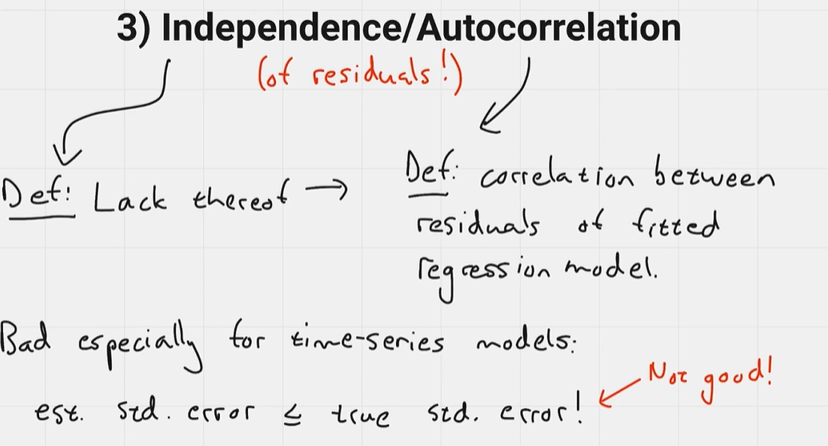 3) Independence/Autocorrelation
(of residuals!)
Def: Lack thereof →
Def: correlation between
residuals of fitted
regression model.
Bad especially for time-series models:
est. std. error ≤ true std. error!
Not good!